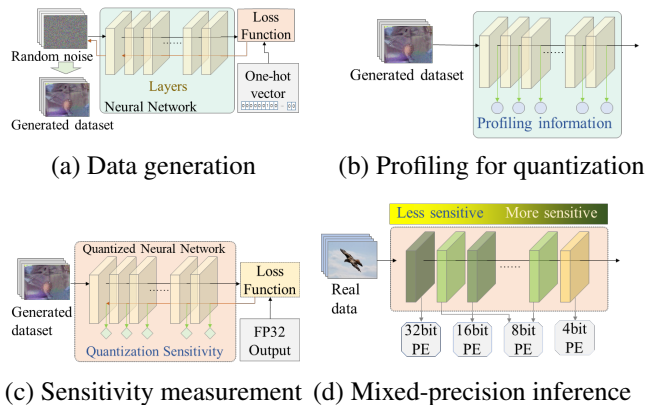 Random noise
Generated dataset
......
Layers
Neural Network
Loss
Function
One-hot
vector
(a) Data generation
Generated dataset
......
Profiling information
(b) Profiling for quantization
Quantized Neural Network
Generated
dataset
......
Quantization Sensitivity
Loss
Function
FP32
Output
(c) Sensitivity measurement
Less sensitive More sensitive
Real
data
......
32bit
PE
16bit
PE
8bit
PE
4bit
PE
(d) Mixed-precision inference